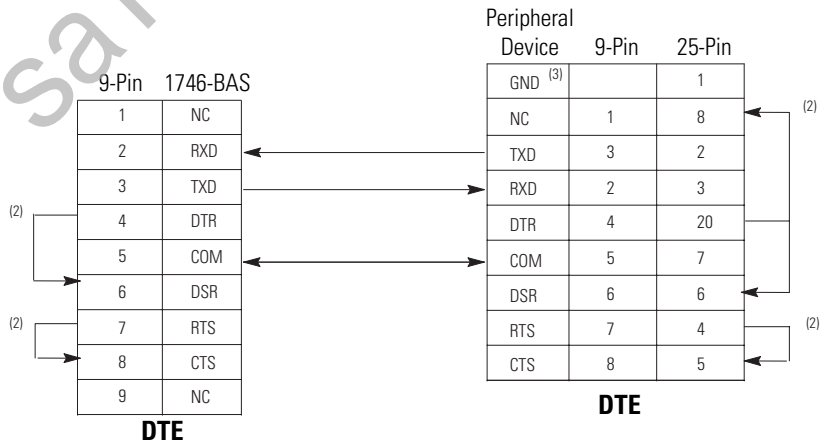 Peripheral
Device 9-Pin 25-Pin
GND (3) 1
NC 1 8
TXD 3 2
RXD 2 3
DTR 4 20
COM 5 7
DSR 6 6
RTS 7 4
CTS 8 5
(2)
(2)
DTE
9-Pin 1746-BAS
1 NC
2 RXD
3 TXD
4 DTR
5 COM
6 DSR
7 RTS
8 CTS
9 NC
(2)
(2)
DTE